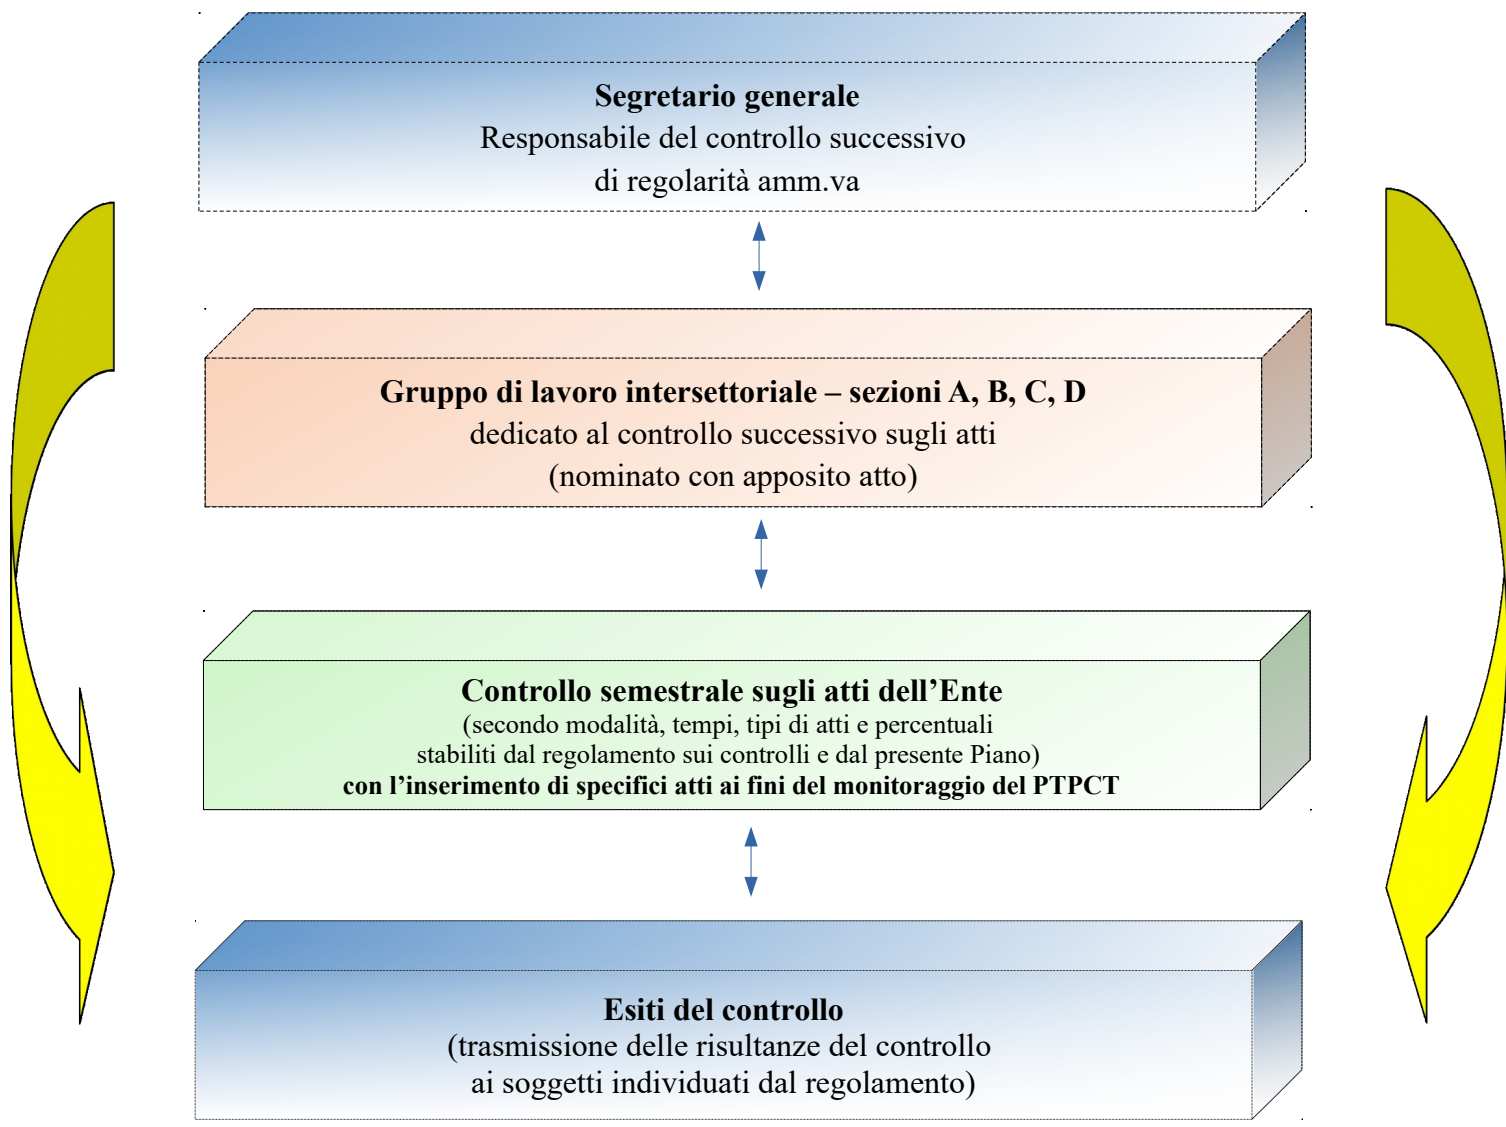 Segretario generale
Responsabile del controllo successivo
di regolarità amm.va
Gruppo di lavoro intersettoriale – sezioni A, B, C, D
dedicato al controllo successivo sugli atti
(nominato con apposito atto)
Controllo semestrale sugli atti dell’Ente
(secondo modalità, tempi, tipi di atti e percentuali
stabiliti dal regolamento sui controlli e dal presente Piano)
con l’inserimento di specifici atti ai fini del monitoraggio del PTPCT
Esiti del controllo
(trasmissione delle risultanze del controllo
ai soggetti individuati dal regolamento)